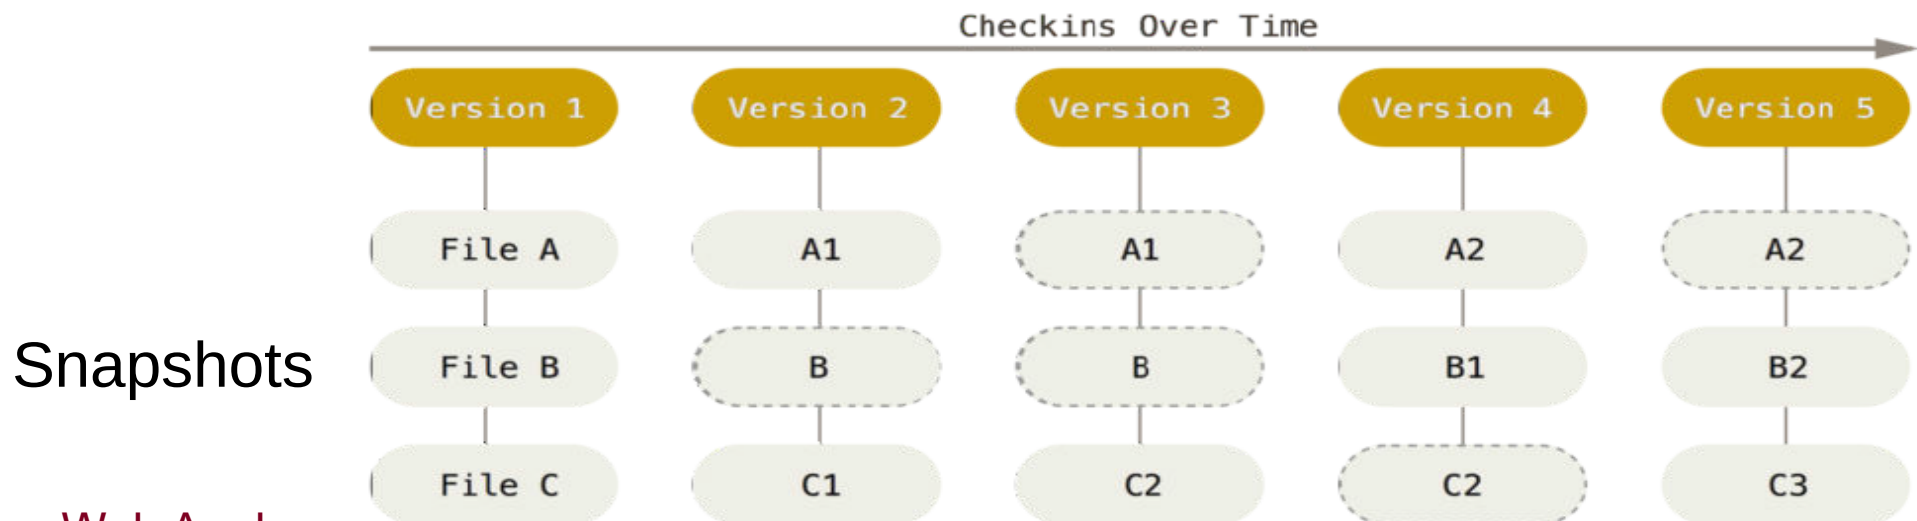 Checkins Over Time
Version 1 Version 2 Version 3 Version 4 Version 5
File A A1 A1 A2 A2
Snapshots
File B B B B1 B2
File C C1 C2 C2 C3